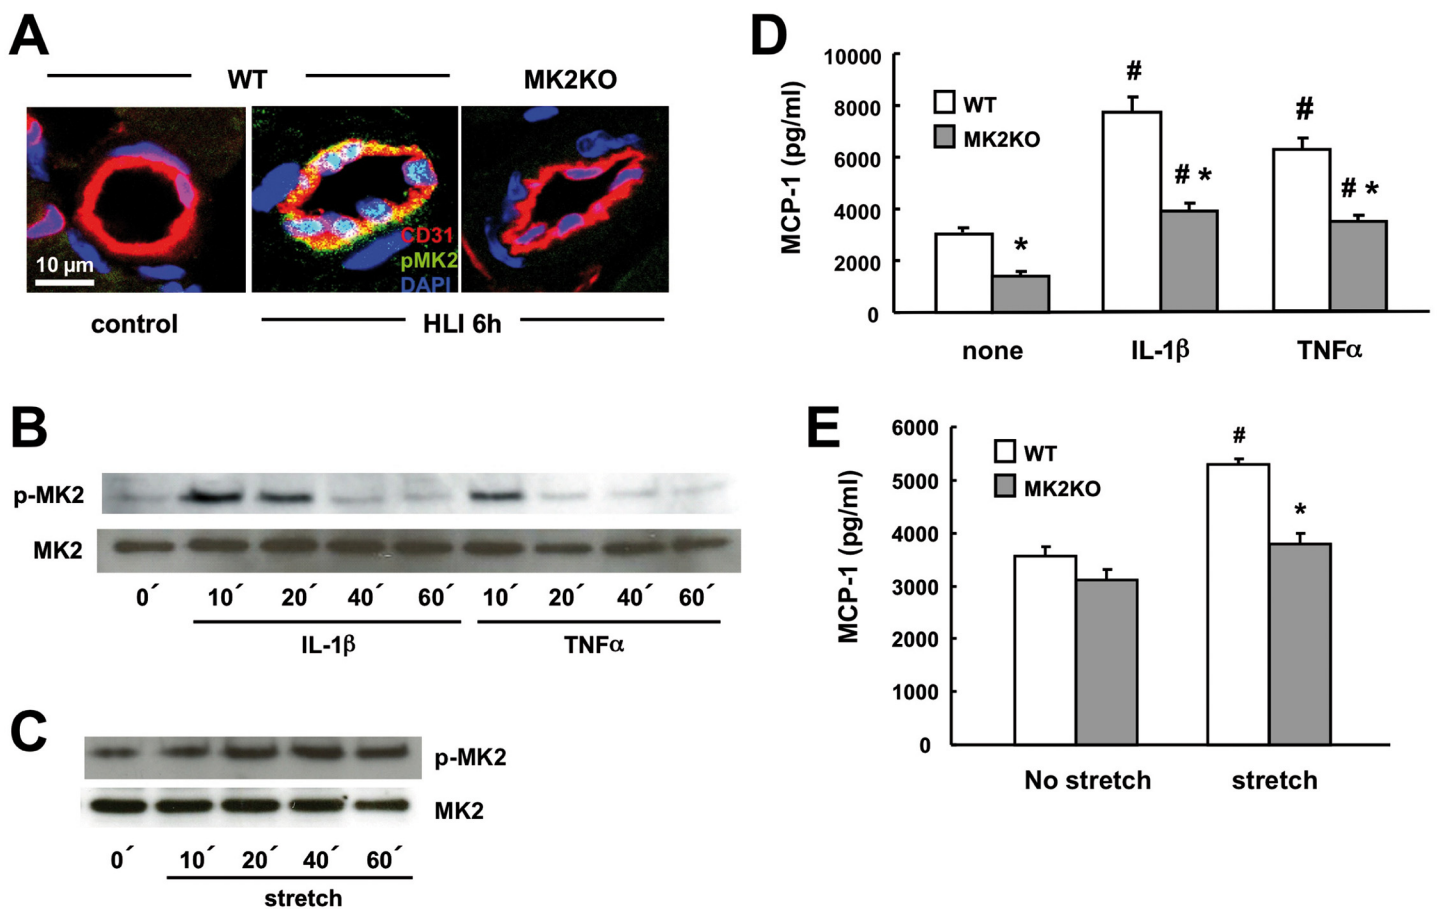 A
WT
MK2KO
CD31
pMK2
DAPI
10 µm
control
HLI 6h
B
p-MK2
MK2
0´ 10´ 20´ 40´ 60´ 10´ 20´ 40´ 60´
IL-1β TNFα
C
p-MK2
MK2
0´ 10´ 20´ 40´ 60´
stretch
D
MCP-1 (pg/ml)
10000
8000
6000
4000
2000
0
WT
MK2KO
*
#
# *
#
# *
none IL-1β TNFα
E
MCP-1 (pg/ml)
6000
5000
4000
3000
2000
1000
0
WT
MK2KO
#
*
No stretch stretch